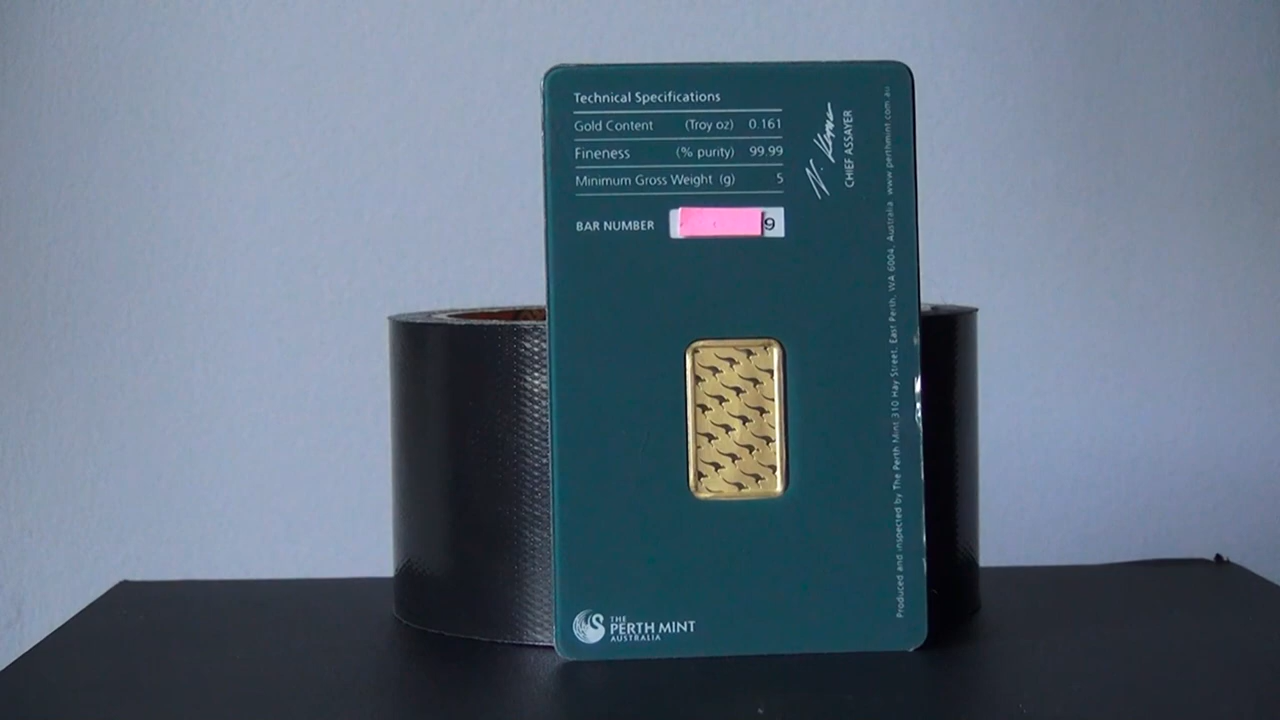 Technical Specifications
Gold Content (Troy oz) 0.161
Fineness (% purity) 99.99
Minimum Gross Weight (g) 5
BAR NUMBER 9
CHIEF ASSAYER
Produced and inspected by The Perth Mint 310 Hay Street, East Perth, WA 6004, Australia www.perthmint.com.au
THE
PERTH MINT
AUSTRALIA